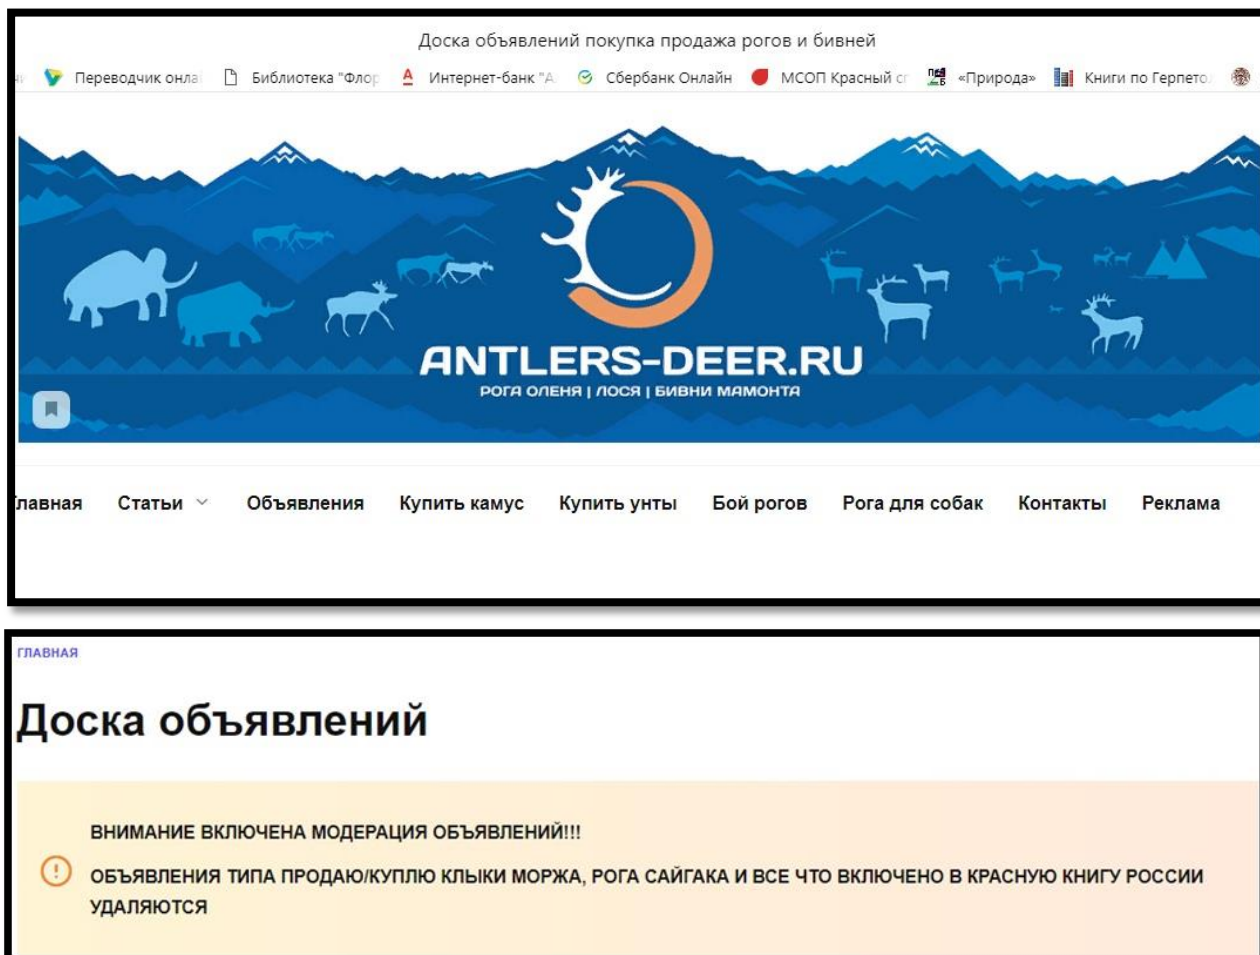 Доска объявлений покупка продажа рогов и бивней
Переводчик онла Библиотека "Флор Интернет-банк "А Сбербанк Онлайн МСОП Красный сп «Природа» Книги по Герпето
ANTLERS-DEER.RU
РОГА ОЛЕНЯ | ЛОСЯ | БИВНИ МАМОНТА
Главная Статьи Объявления Купить камус Купить унты Бой рогов Рога для собак Контакты Реклама
ГЛАВНАЯ
Доска объявлений
ВНИМАНИЕ ВКЛЮЧЕНА МОДЕРАЦИЯ ОБЪЯВЛЕНИЙ!!!
ОБЪЯВЛЕНИЯ ТИПА ПРОДАЮ/КУПЛЮ КЛЫКИ МОРЖА, РОГА САЙГАКА И ВСЕ ЧТО ВКЛЮЧЕНО В КРАСНУЮ КНИГУ РОССИИ
УДАЛЯЮТСЯ